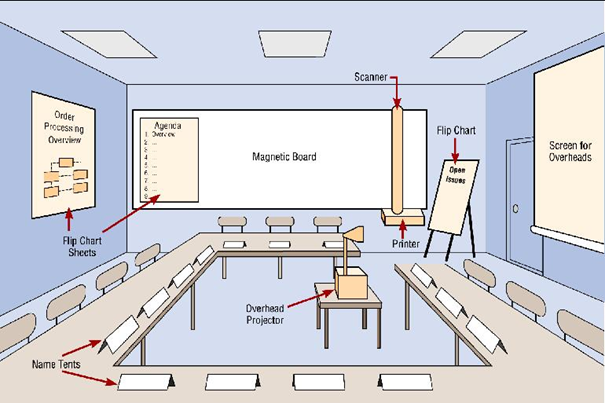 Scanner
Order
Processing
Overview
Agenda
1 Overview
2 ...
3 ...
4 ...
5 ...
6 ...
7 ...
8 ...
9 ...
Magnetic Board
Flip Chart
Open
Issues
Screen for
Overheads
Flip Chart
Sheets
Printer
Overhead
Projector
Name Tents